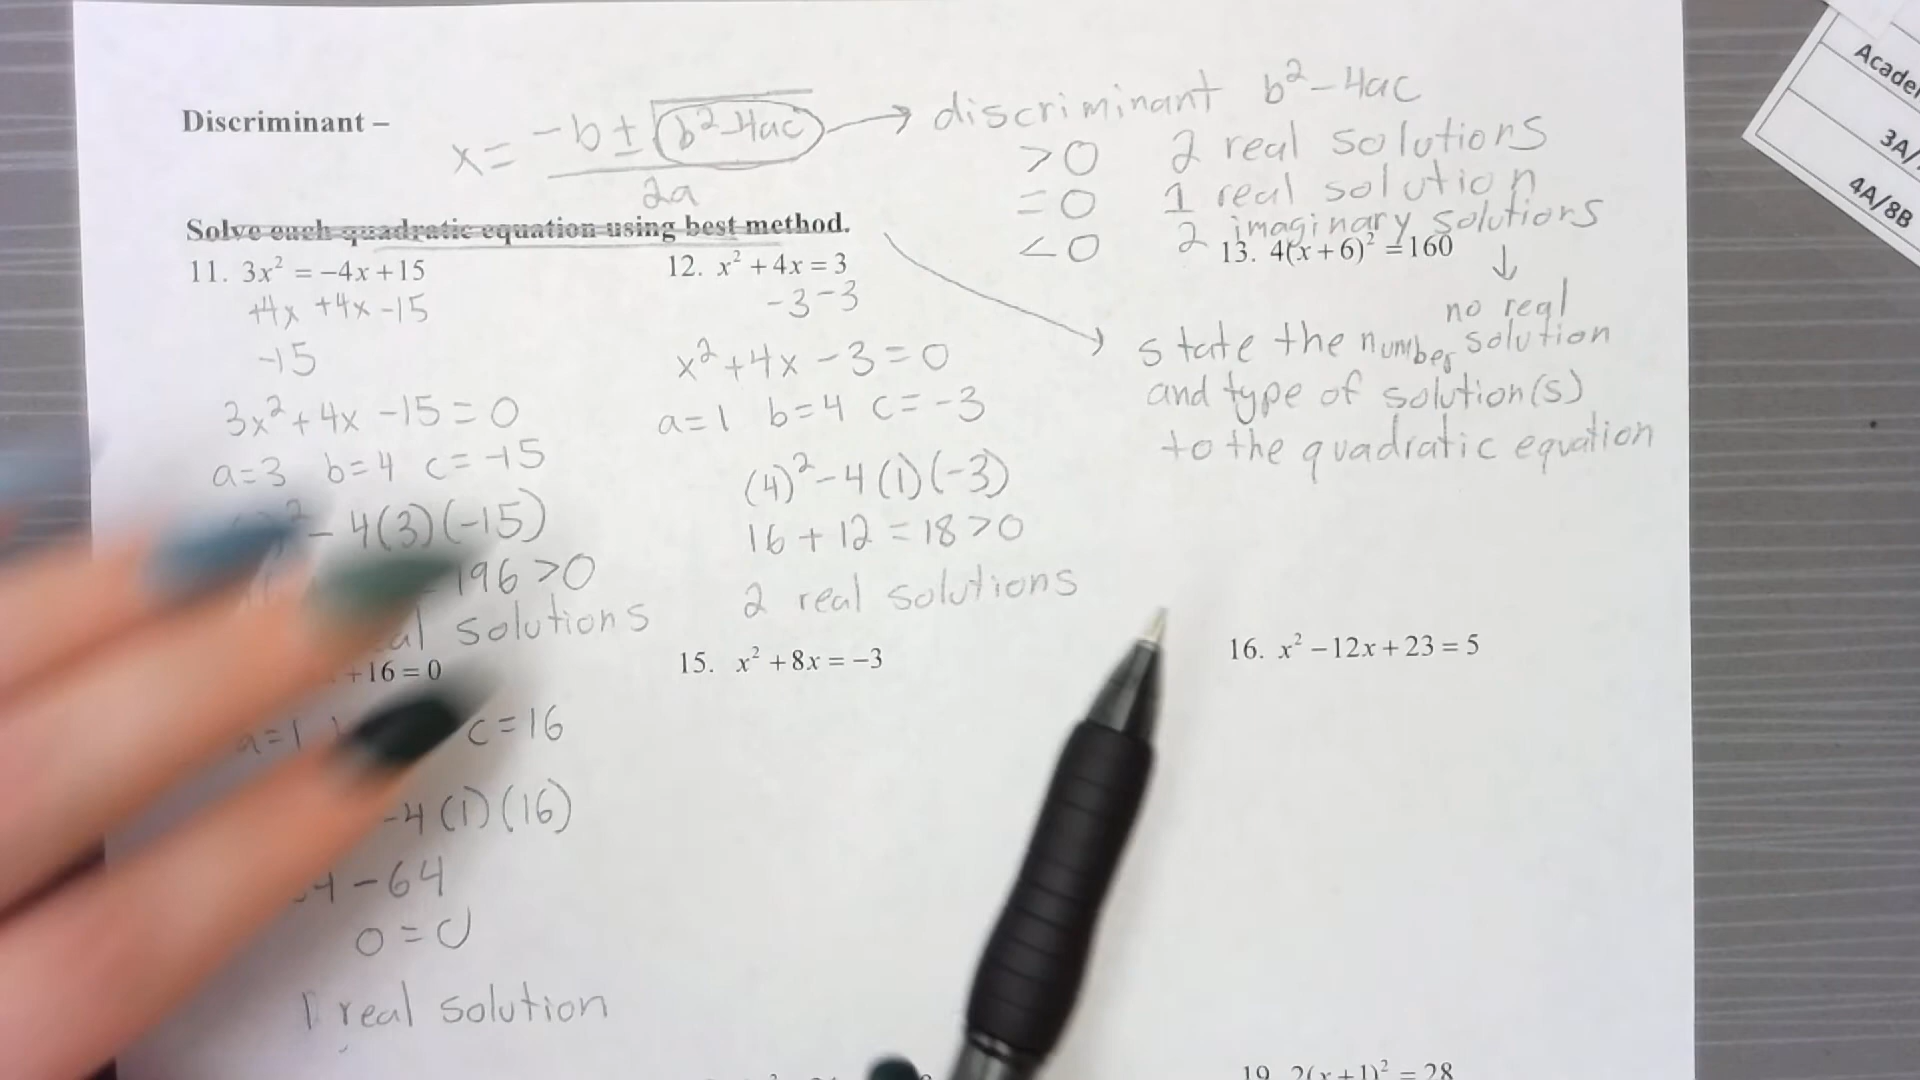 Discriminant –
x = -b ± √b² - 4ac / 2a → discriminant b² - 4ac
> 0 2 real solutions
= 0 1 real solution
< 0 2 imaginary solutions
↓
no real solution
Solve each quadratic equation using best method.
→ state the number
and type of solution(s)
to the quadratic equation
11. 3x² = −4x + 15
+4x +4x -15
-15
3x² + 4x - 15 = 0
a = 3 b = 4 c = -15
² - 4(3)(-15)
196 > 0
solutions
12. x² + 4x = 3
-3 -3
x² + 4x - 3 = 0
a = 1 b = 4 c = -3
(4)² - 4(1)(-3)
16 + 12 = 18 > 0
2 real solutions
13. 4(x + 6)² = 160
+ 16 = 0
a = 1 c = 16
-4(1)(16)
- 64
0 = 0
1 real solution
15. x² + 8x = −3
16. x² − 12x + 23 = 5
19. 2(x + 1)² = 28
3A/
4A/8B